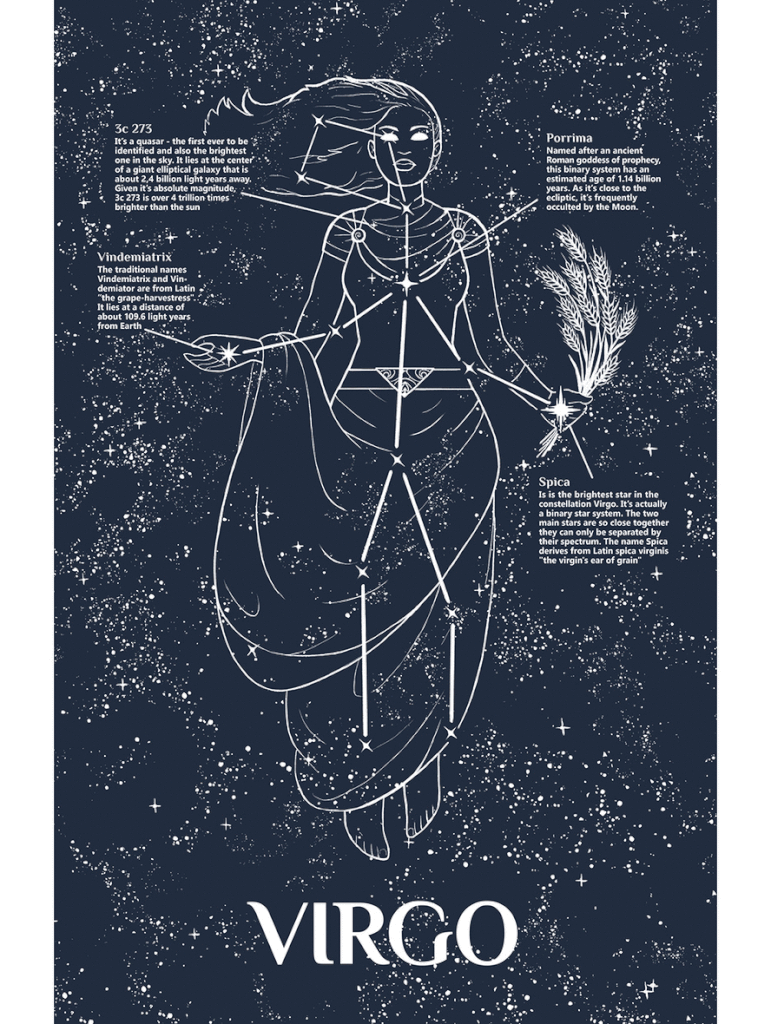 3c 273
It's a quasar - the first ever to be
identified and also the brightest
one in the sky. It lies at the center
of a giant elliptical galaxy that is
about 2,4 billion light years away.
Given it's absolute magnitude,
3c 273 is over 4 trillion times
brighter than the sun
Porrima
Named after an ancient
Roman goddess of prophecy,
this binary system has an
estimated age of 1.14 billion
years. As it's close to the
ecliptic, it's frequently
occulted by the Moon.
Vindemiatrix
The traditional names
Vindemiatrix and Vin-
demiator are from Latin
"the grape-harvestress"
It lies at a distance of
about 109.6 light years
from Earth
Spica
Is is the brightest star in the
constellation Virgo. It's actually
a binary star system. The two
main stars are so close together
they can only be separated by
their spectrum. The name Spica
derives from Latin spica virginis
"the virgin's ear of grain"
VIRGO